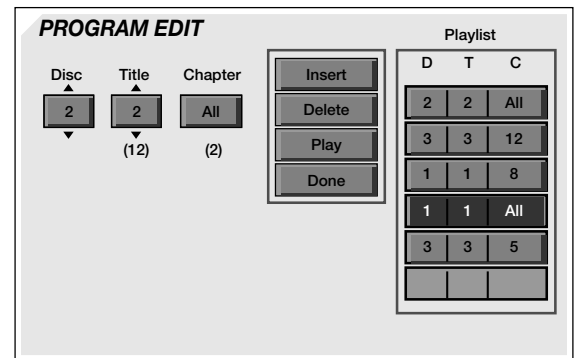 PROGRAM EDIT
Disc Title Chapter
2 2 All
(12) (2)
Insert
Delete
Play
Done
Playlist
D T C
2 2 All
3 3 12
1 1 8
1 1 All
3 3 5